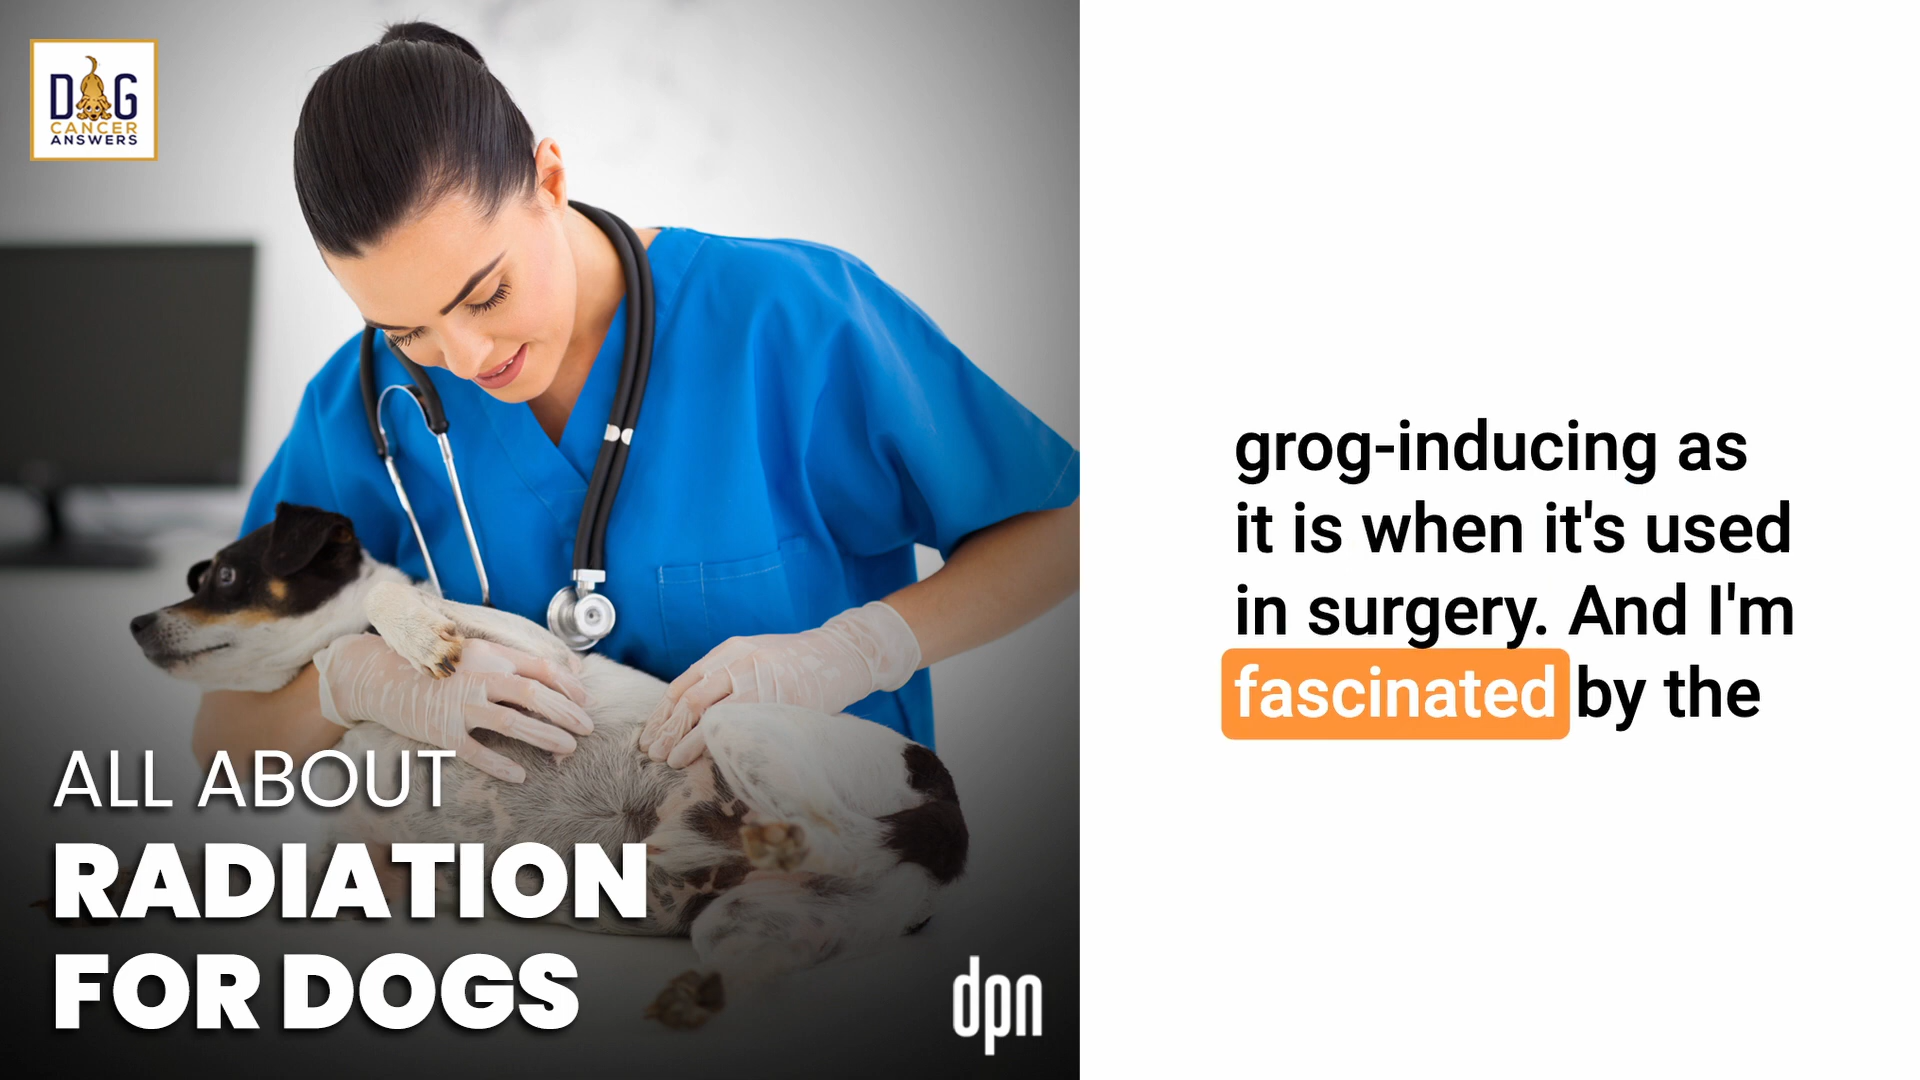 DOG
CANCER
ANSWERS
ALL ABOUT
RADIATION
FOR DOGS
dpn
grog-inducing as
it is when it's used
in surgery. And I'm
fascinated by the